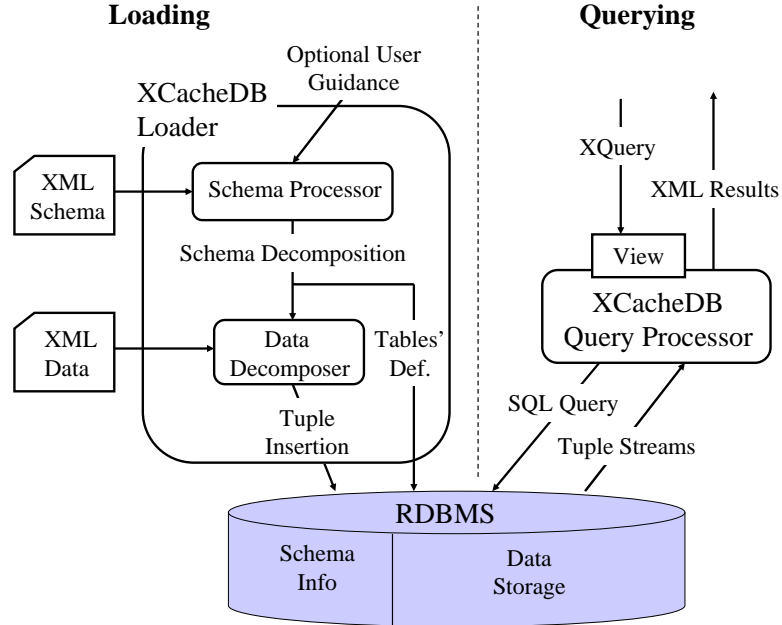 Loading
Querying
Optional User
Guidance
XCacheDB
Loader
XML
Schema
Schema Processor
Schema Decomposition
XML
Data
Data
Decomposer
Tables’
Def.
Tuple
Insertion
XQuery
XML Results
View
XCacheDB
Query Processor
SQL Query
Tuple Streams
RDBMS
Schema
Info
Data
Storage